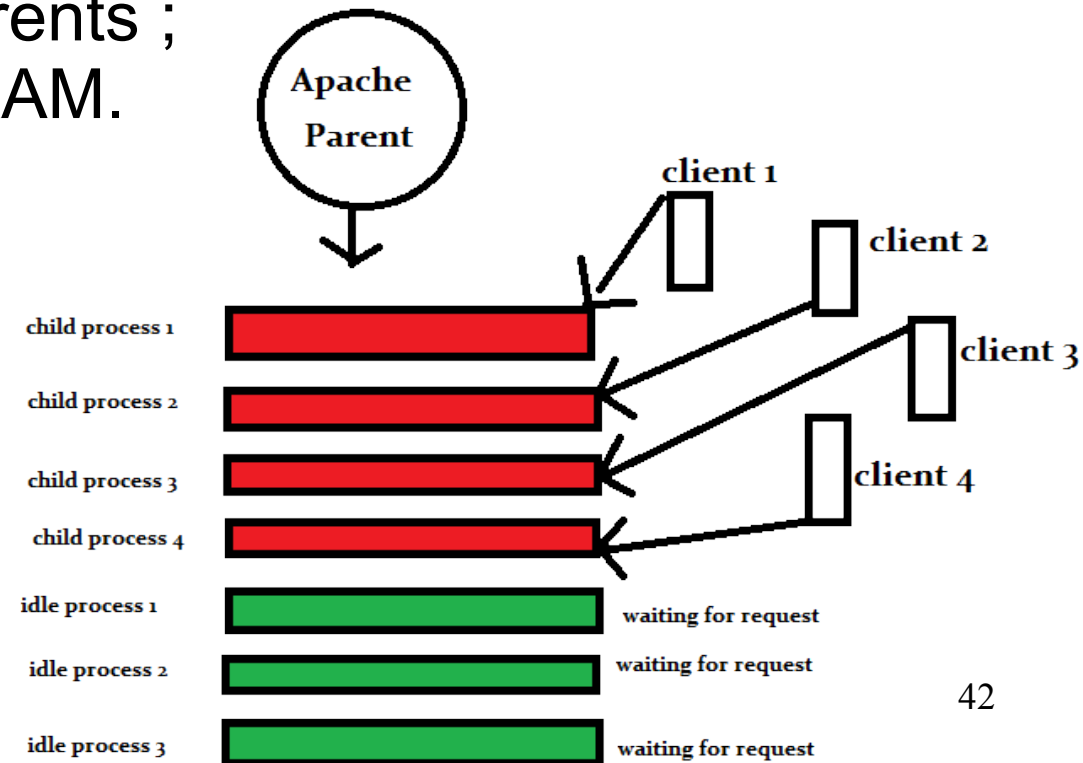 rents ;
AM.
Apache
Parent
client 1
client 2
client 3
client 4
child process 1
child process 2
child process 3
child process 4
idle process 1 waiting for request
idle process 2 waiting for request
idle process 3 waiting for request
42